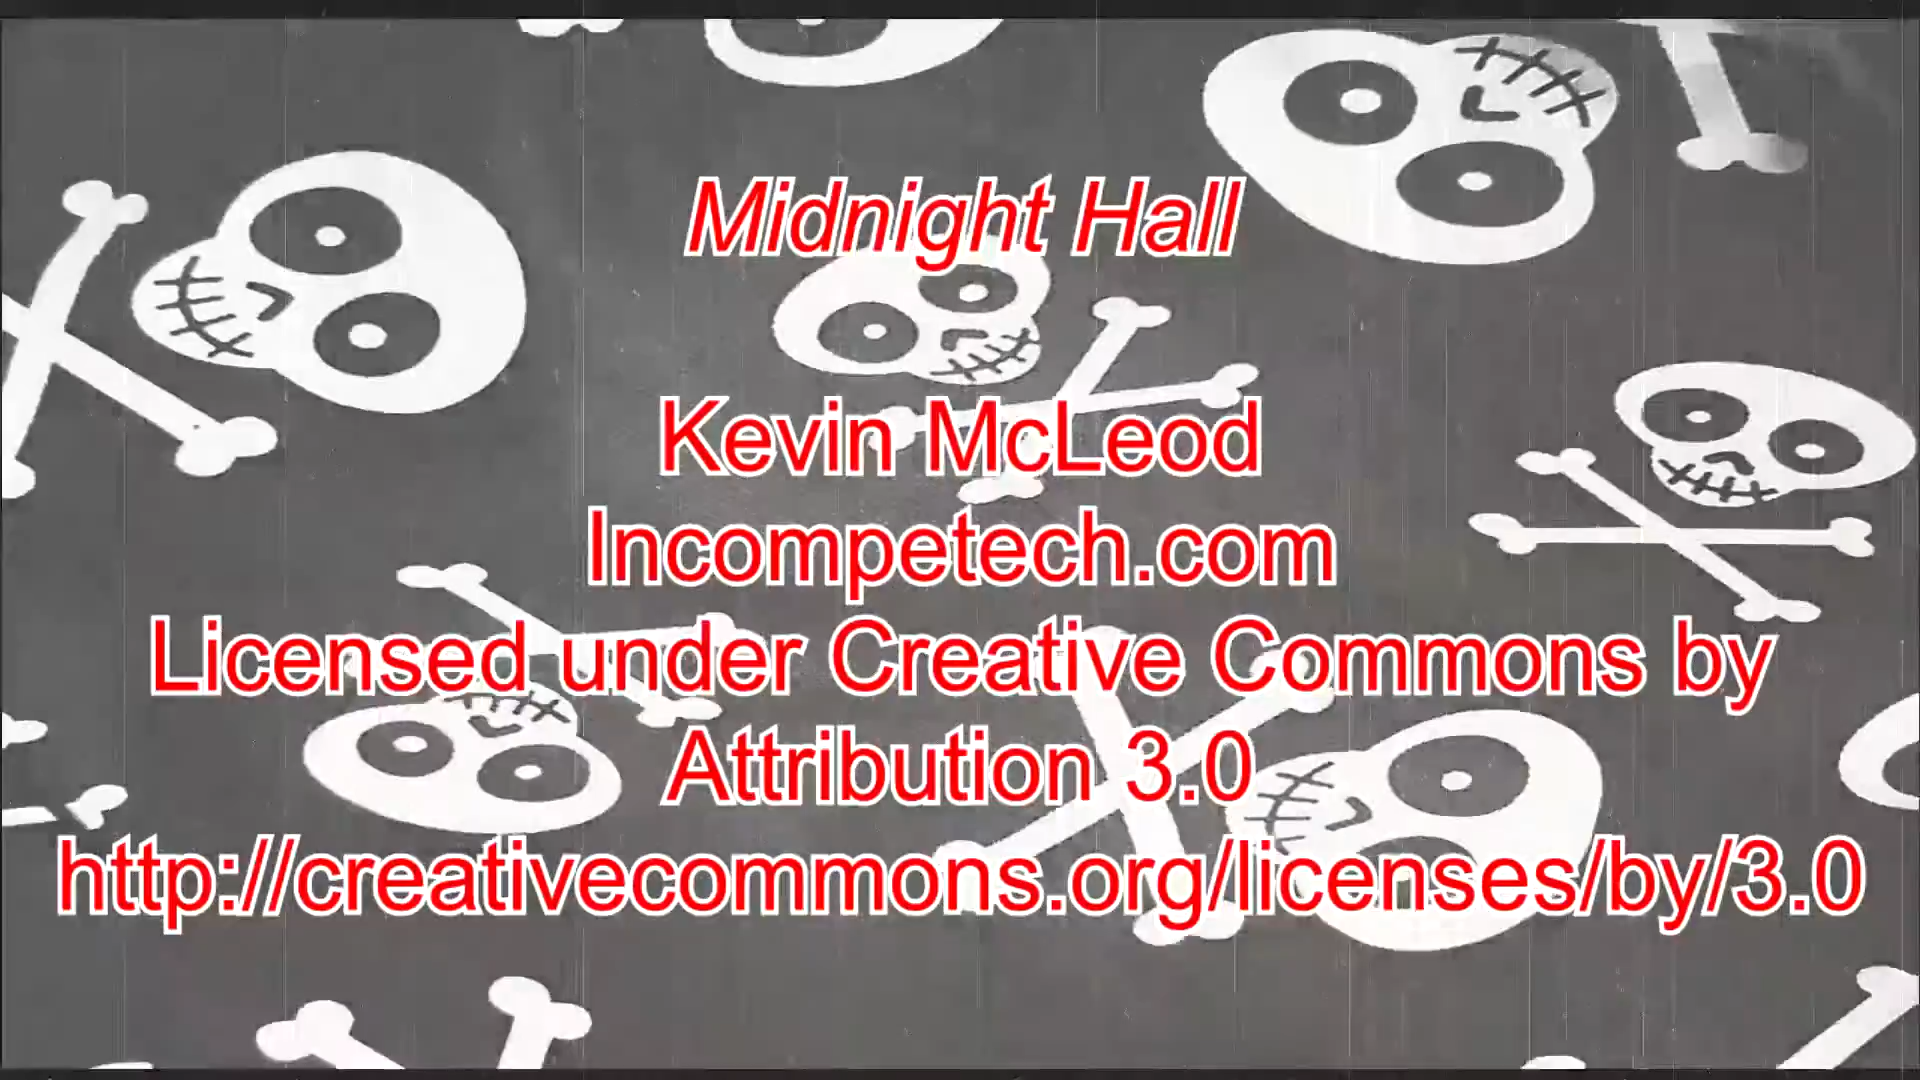 Midnight Hall
Kevin McLeod
Incompetech.com
Licensed under Creative Commons by
Attribution 3.0
http://creativecommons.org/licenses/by/3.0